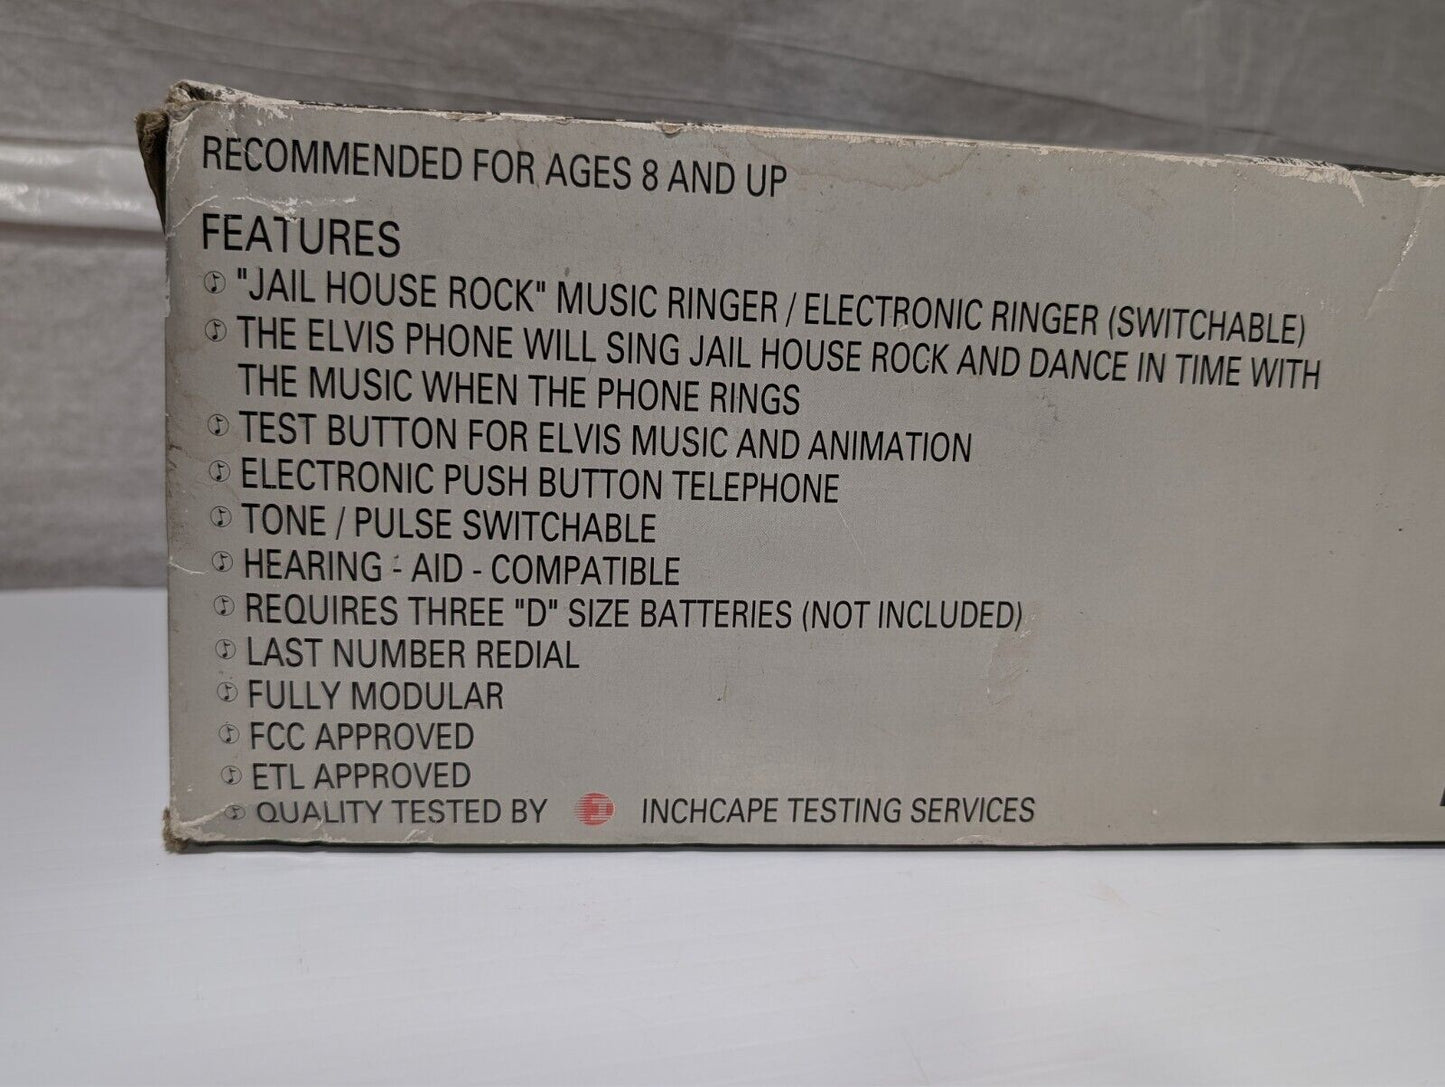 RECOMMENDED FOR AGES 8 AND UP
FEATURES
"JAIL HOUSE ROCK" MUSIC RINGER / ELECTRONIC RINGER (SWITCHABLE)
THE ELVIS PHONE WILL SING JAIL HOUSE ROCK AND DANCE IN TIME WITH
THE MUSIC WHEN THE PHONE RINGS
TEST BUTTON FOR ELVIS MUSIC AND ANIMATION
ELECTRONIC PUSH BUTTON TELEPHONE
TONE / PULSE SWITCHABLE
HEARING - AID - COMPATIBLE
REQUIRES THREE "D" SIZE BATTERIES (NOT INCLUDED)
LAST NUMBER REDIAL
FULLY MODULAR
FCC APPROVED
ETL APPROVED
QUALITY TESTED BY INCHCAPE TESTING SERVICES